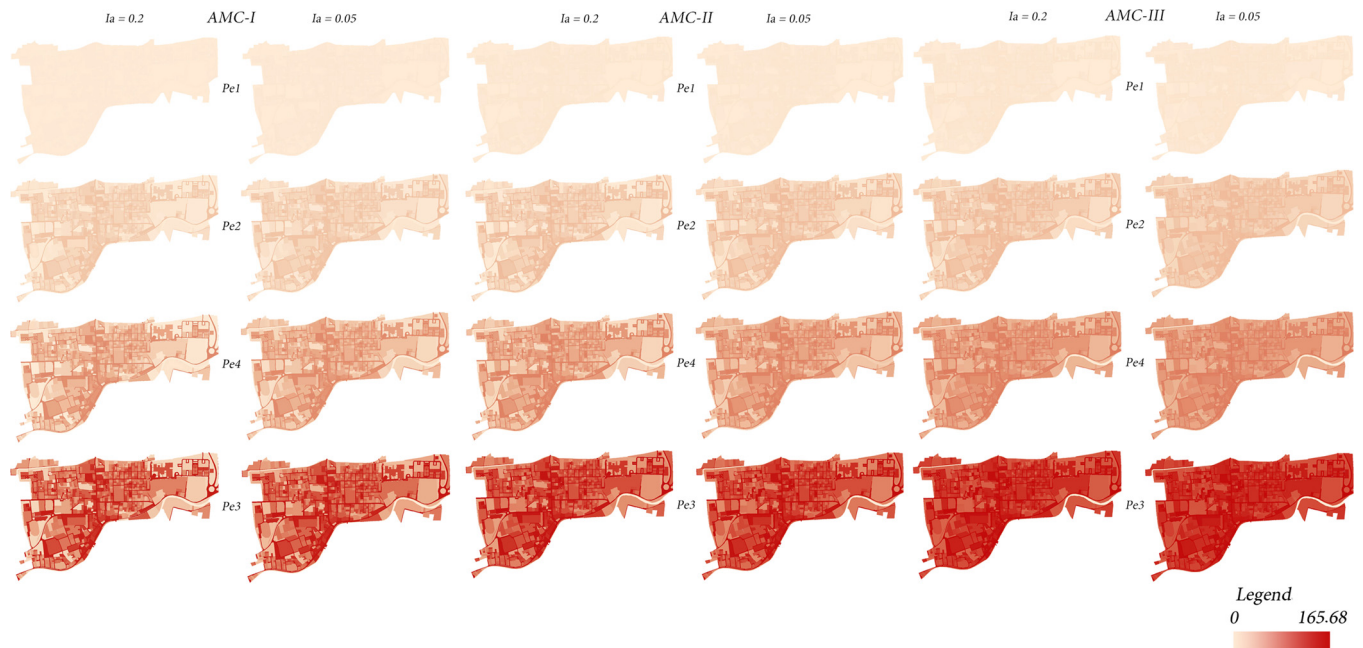 Ia = 0.2 AMC-I Ia = 0.05 Ia = 0.2 AMC-II Ia = 0.05 Ia = 0.2 AMC-III Ia = 0.05
Pe1 Pe1 Pe1
Pe2 Pe2 Pe2
Pe4 Pe4 Pe4
Pe3 Pe3 Pe3
Legend
0 165.68